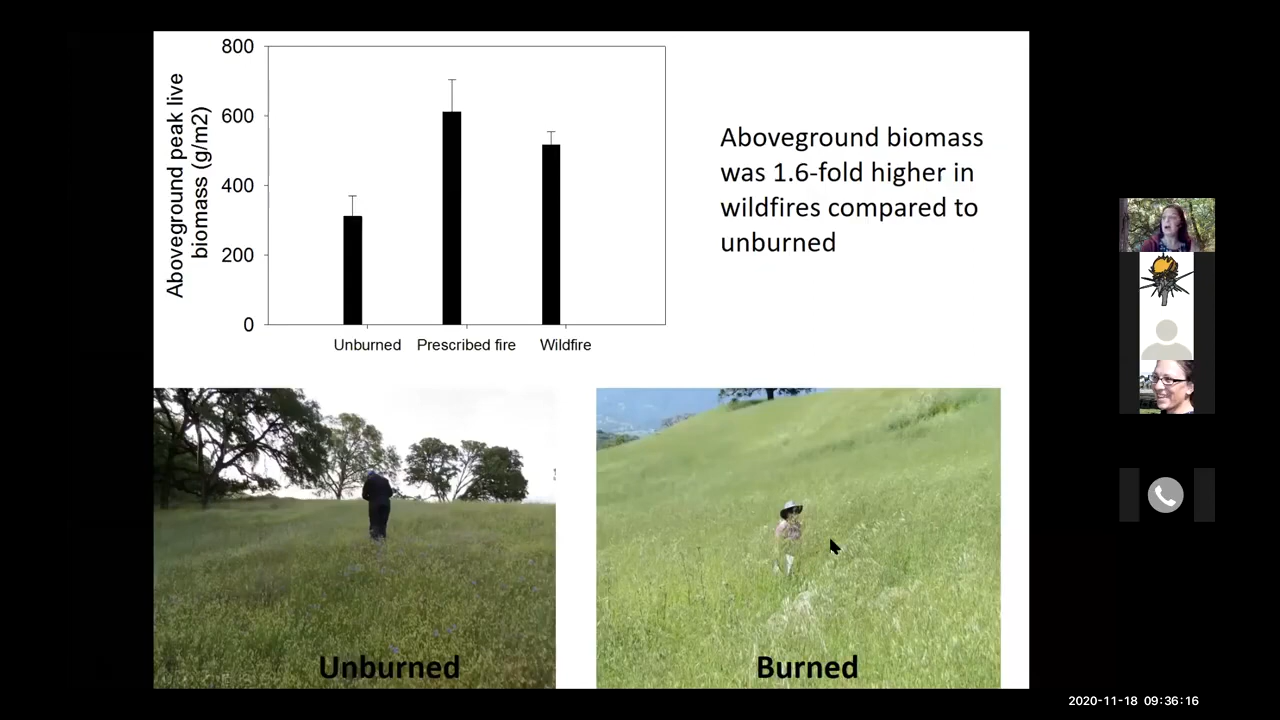 Aboveground peak live
biomass (g/m2)
800
600
400
200
0
Unburned Prescribed fire Wildfire
Aboveground biomass
was 1.6-fold higher in
wildfires compared to
unburned
Unburned
Burned
2020-11-18 09:36:16